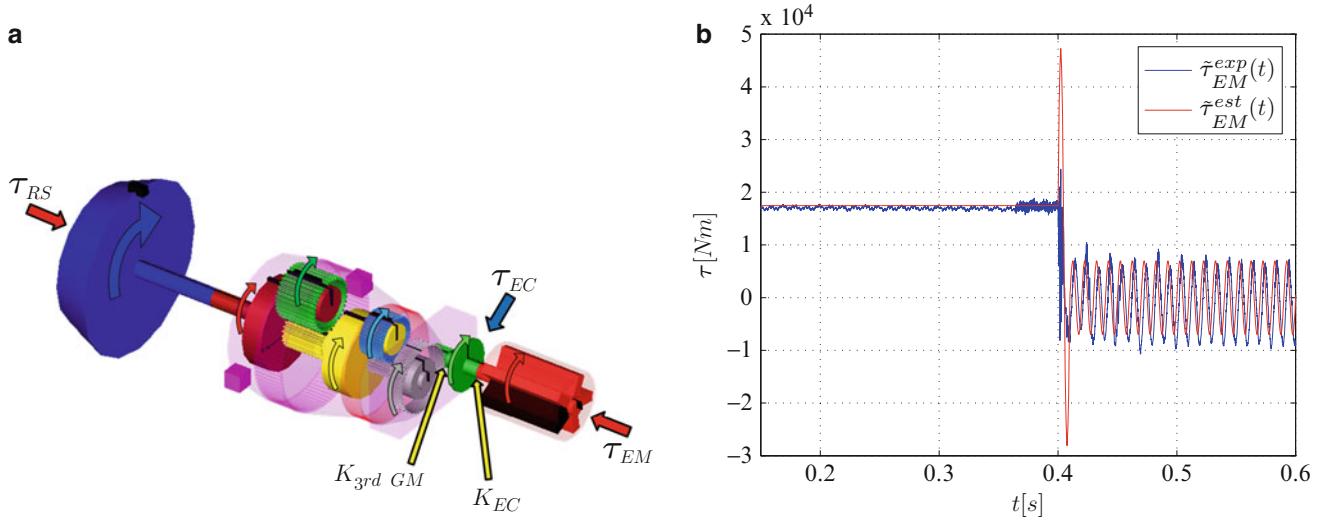 a
τ_RS
τ_EC
τ_EM
K_3rd GM
K_EC
b
x 10^4
5
4
3
2
1
0
−1
−2
−3
τ[Nm]
τ̃_EM^exp(t)
τ̃_EM^est(t)
0.2 0.3 0.4 0.5 0.6
t[s]